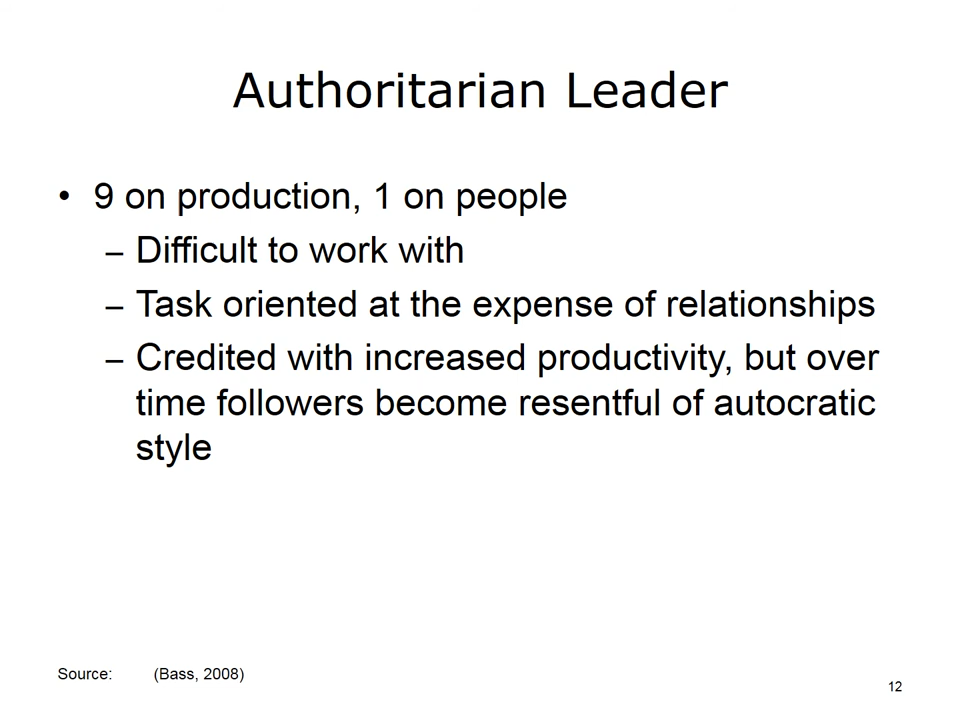 Authoritarian Leader
• 9 on production, 1 on people
– Difficult to work with
– Task oriented at the expense of relationships
– Credited with increased productivity, but over
time followers become resentful of autocratic
style
Source: (Bass, 2008)
12